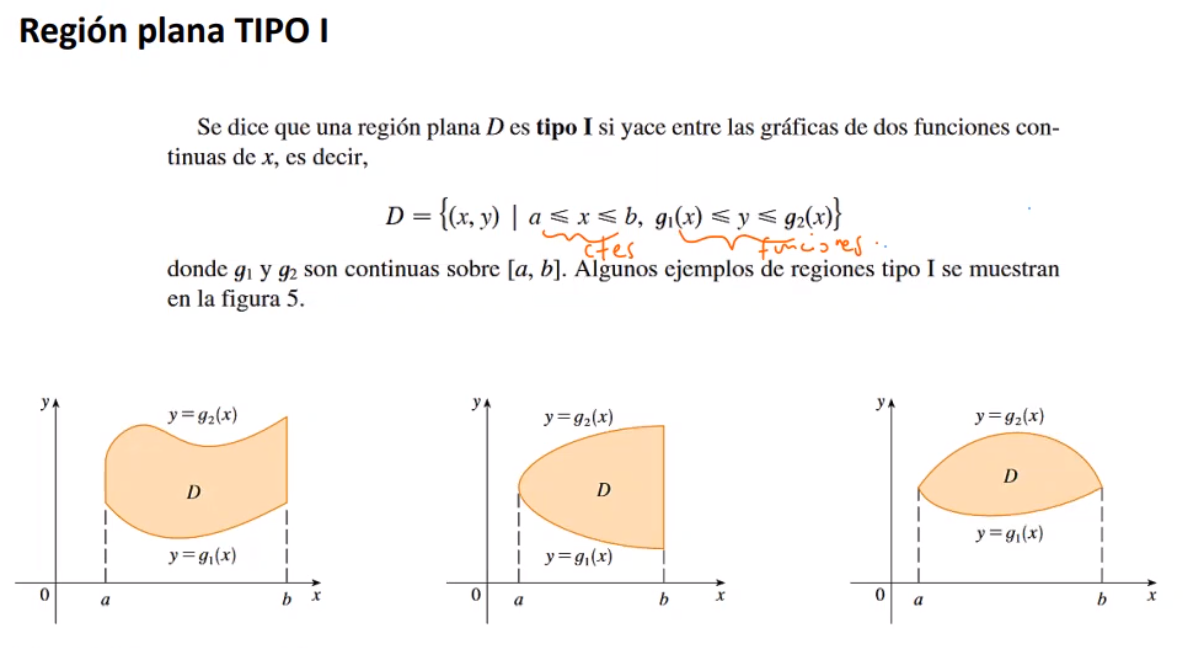 Región plana TIPO I
Se dice que una región plana D es tipo I si yace entre las gráficas de dos funciones con-
tinuas de x, es decir,
D = {(x, y) | a ⩽ x ⩽ b, g₁(x) ⩽ y ⩽ g₂(x)}
ctes funciones..
donde g₁ y g₂ son continuas sobre [a, b]. Algunos ejemplos de regiones tipo I se muestran
en la figura 5.
y
y=g₂(x)
D
y=g₁(x)
0 a b x
y
y=g₂(x)
D
y=g₁(x)
0 a b x
y
y=g₂(x)
D
y=g₁(x)
0 a b x